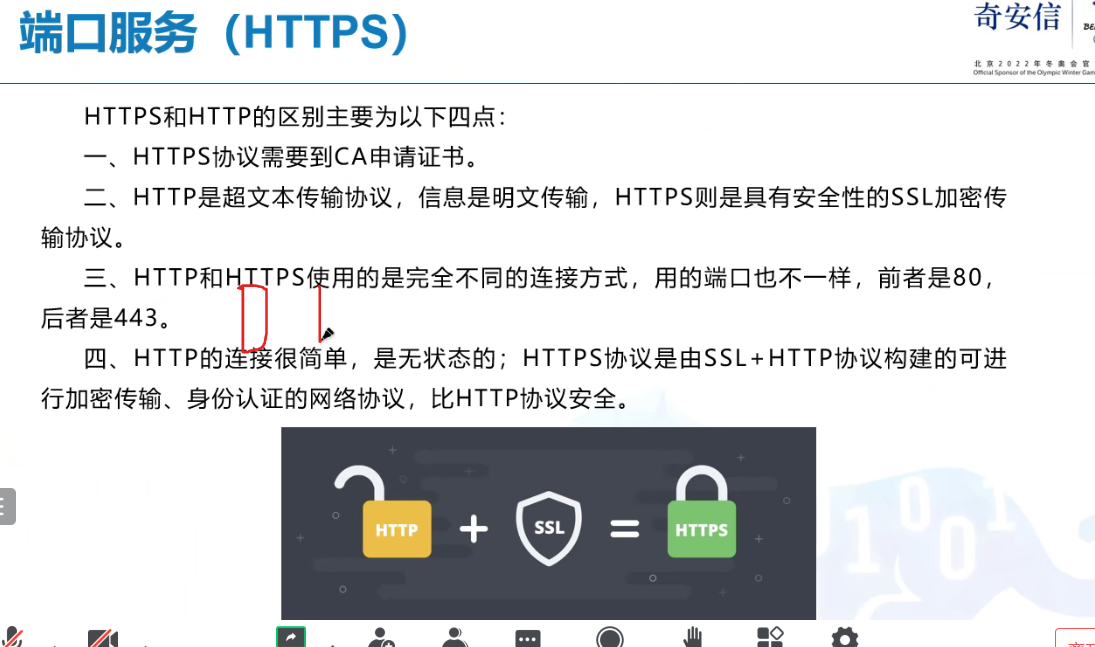 端口服务（HTTPS）
奇安信
北京2022年冬奥会官
Official Sponsor of the Olympic Winter Gam
HTTPS和HTTP的区别主要为以下四点：
一、HTTPS协议需要到CA申请证书。
二、HTTP是超文本传输协议，信息是明文传输，HTTPS则是具有安全性的SSL加密传
输协议。
三、HTTP和HTTPS使用的是完全不同的连接方式，用的端口也不一样，前者是80，
后者是443。
四、HTTP的连接很简单，是无状态的；HTTPS协议是由SSL+HTTP协议构建的可进
行加密传输、身份认证的网络协议，比HTTP协议安全。
HTTP + SSL = HTTPS
1010